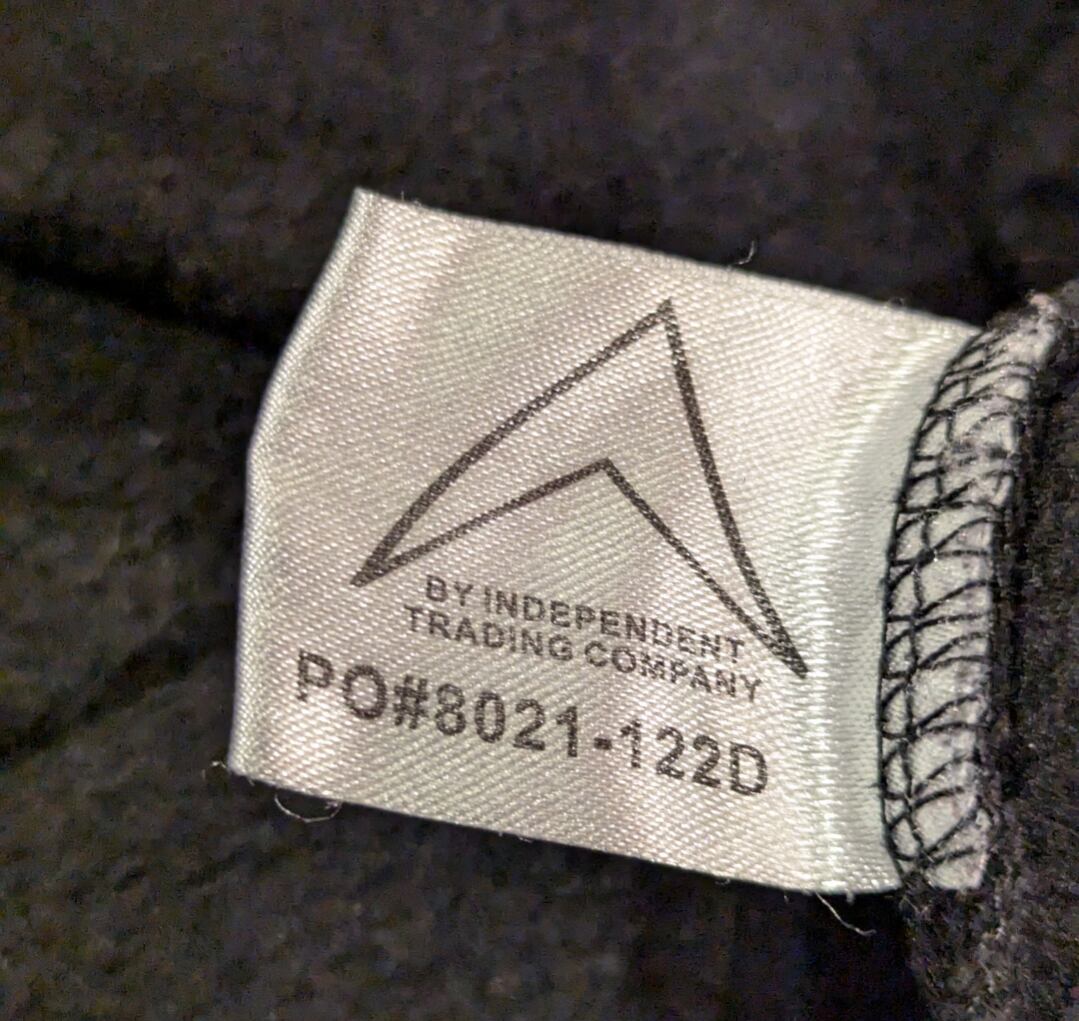 BY INDEPENDENT
TRADING COMPANY
PO#8021-122D